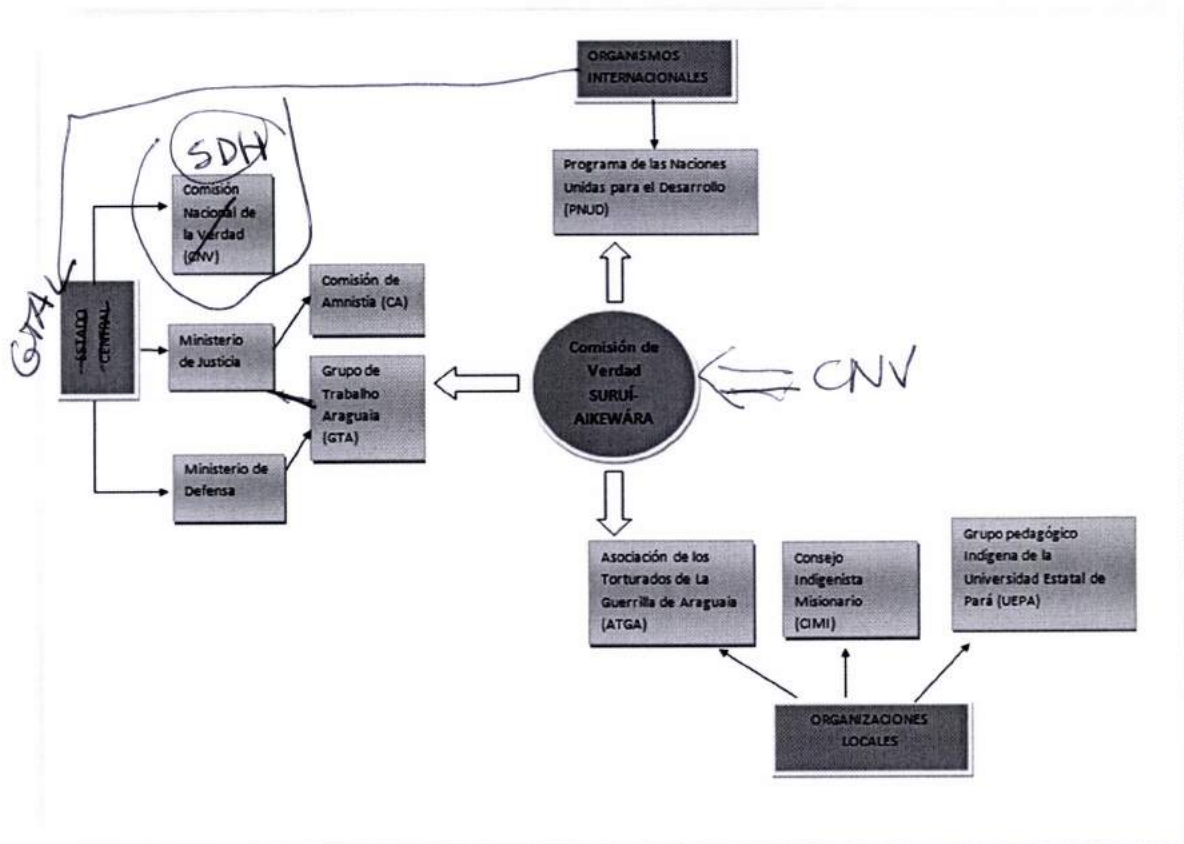 ORGANISMOS
INTERNACIONALES
Programa de las Naciones
Unidas para el Desarrollo
(PNUD)
SDH
Comisión
Nacional de
la Verdad
(CNV)
GTA
ESTADO
CENTRAL
Comisión de
Amnistía (CA)
Ministerio
de Justicia
Grupo de
Trabalho
Araguaia
(GTA)
Ministerio de
Defensa
Comisión de
Verdad
SURUÍ-
AIKEWÁRA
CNV
Asociación de los
Torturados de La
Guerrilla de Araguaia
(ATGA)
Consejo
Indigenista
Misionario
(CIMI)
Grupo pedagógico
Indígena de la
Universidad Estatal de
Pará (UEPA)
ORGANIZACIONES
LOCALES